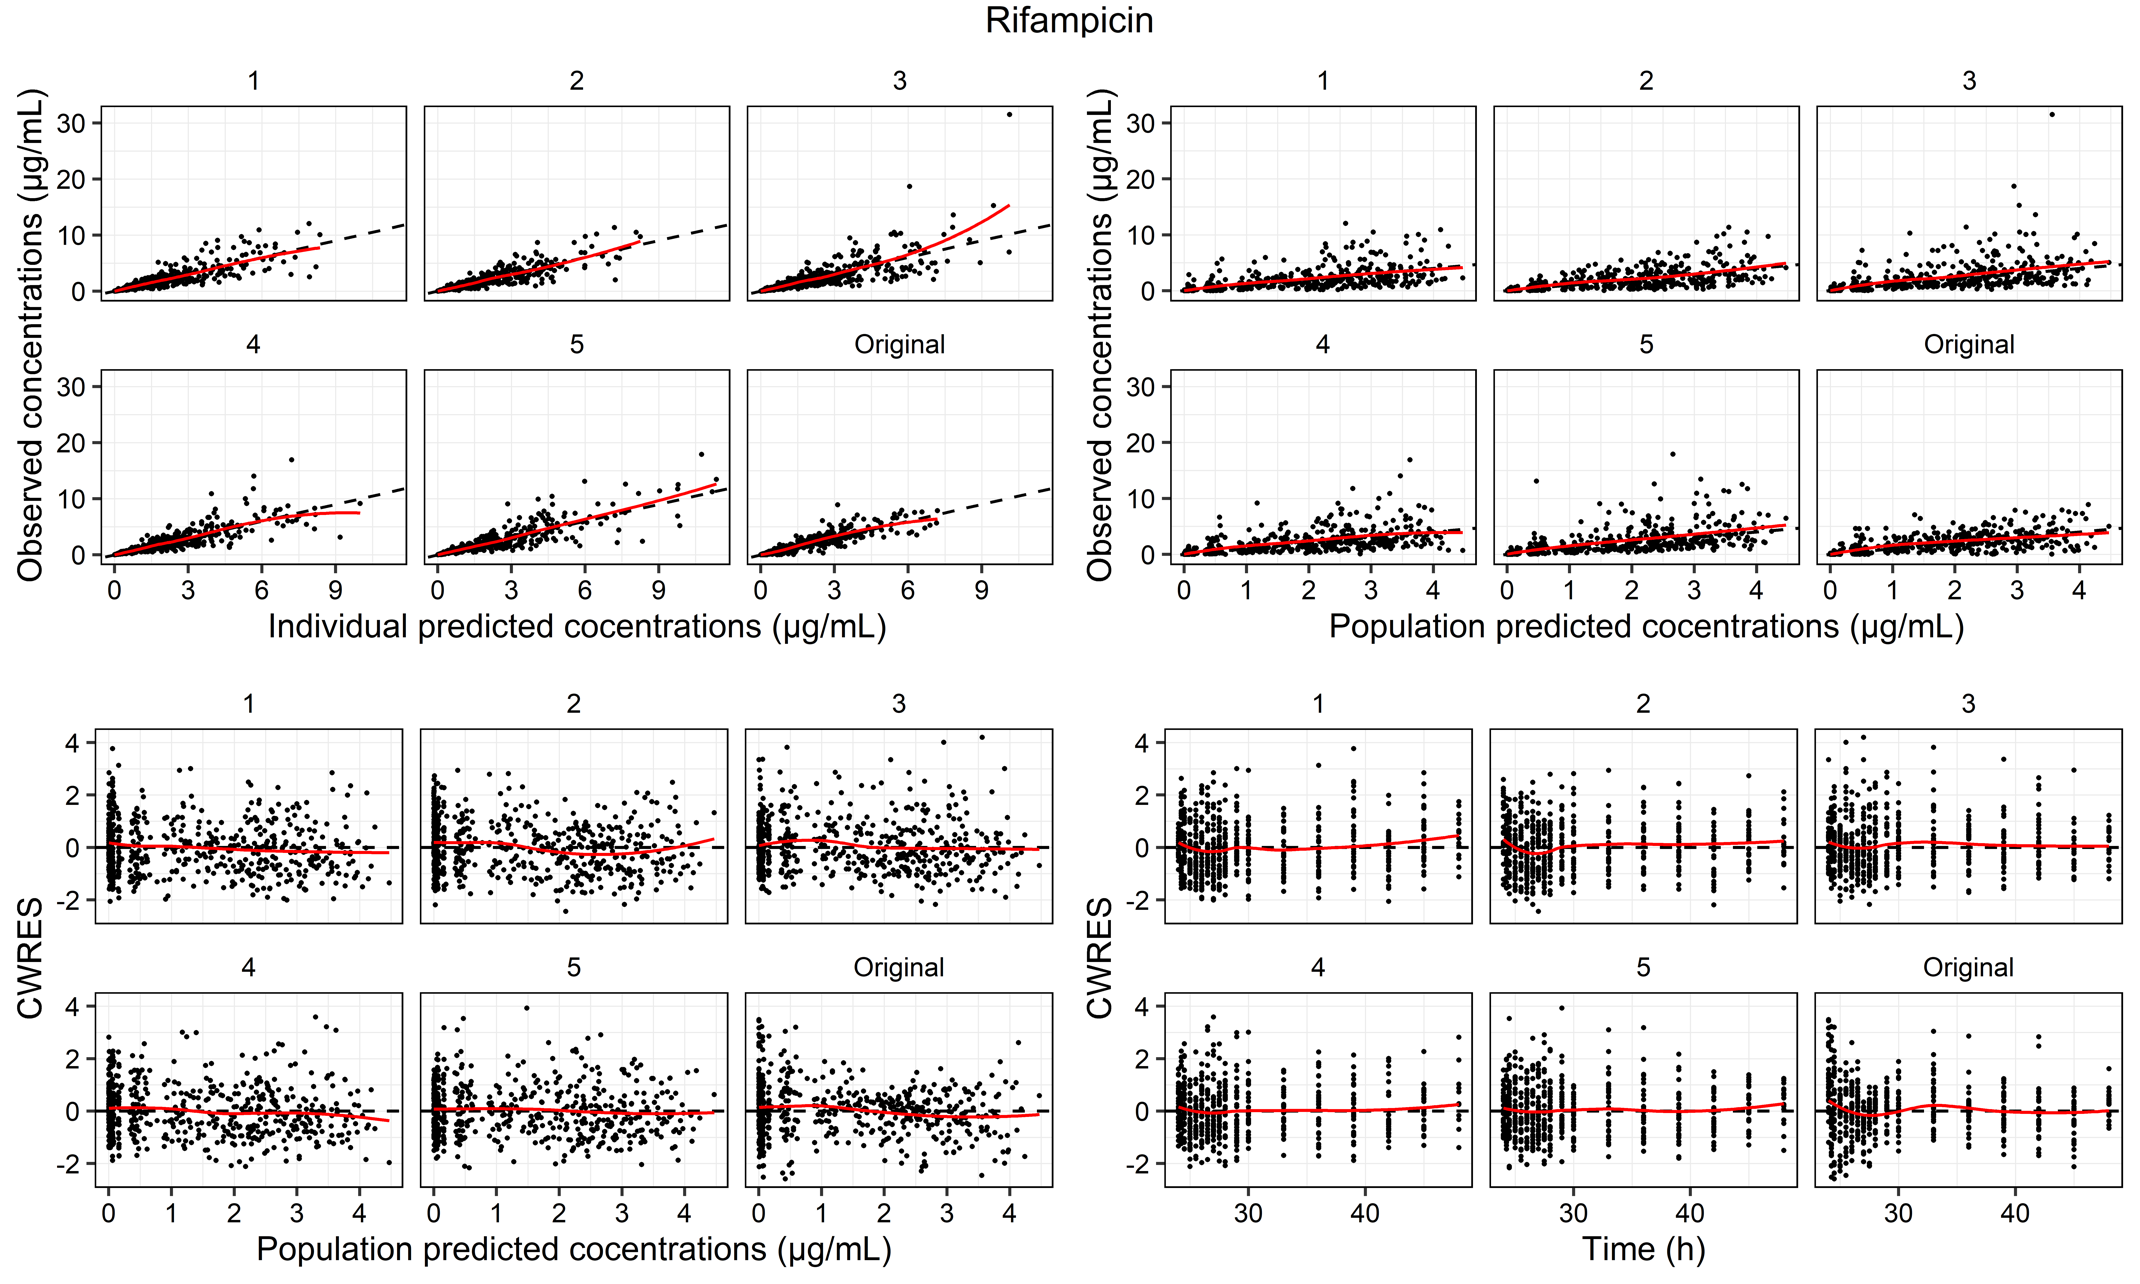 Rifampicin
1 2 3
30
20
10
0
4 5 Original
30
20
10
0
0 3 6 9 0 3 6 9 0 3 6 9
Observed concentrations (µg/mL)
Individual predicted cocentrations (µg/mL)
1 2 3
30
20
10
0
4 5 Original
30
20
10
0
0 1 2 3 4 0 1 2 3 4 0 1 2 3 4
Observed concentrations (µg/mL)
Population predicted cocentrations (µg/mL)
1 2 3
4
2
0
-2
4 5 Original
4
2
0
-2
0 1 2 3 4 0 1 2 3 4 0 1 2 3 4
CWRES
Population predicted cocentrations (µg/mL)
1 2 3
4
2
0
-2
4 5 Original
4
2
0
-2
30 40 30 40 30 40
CWRES
Time (h)